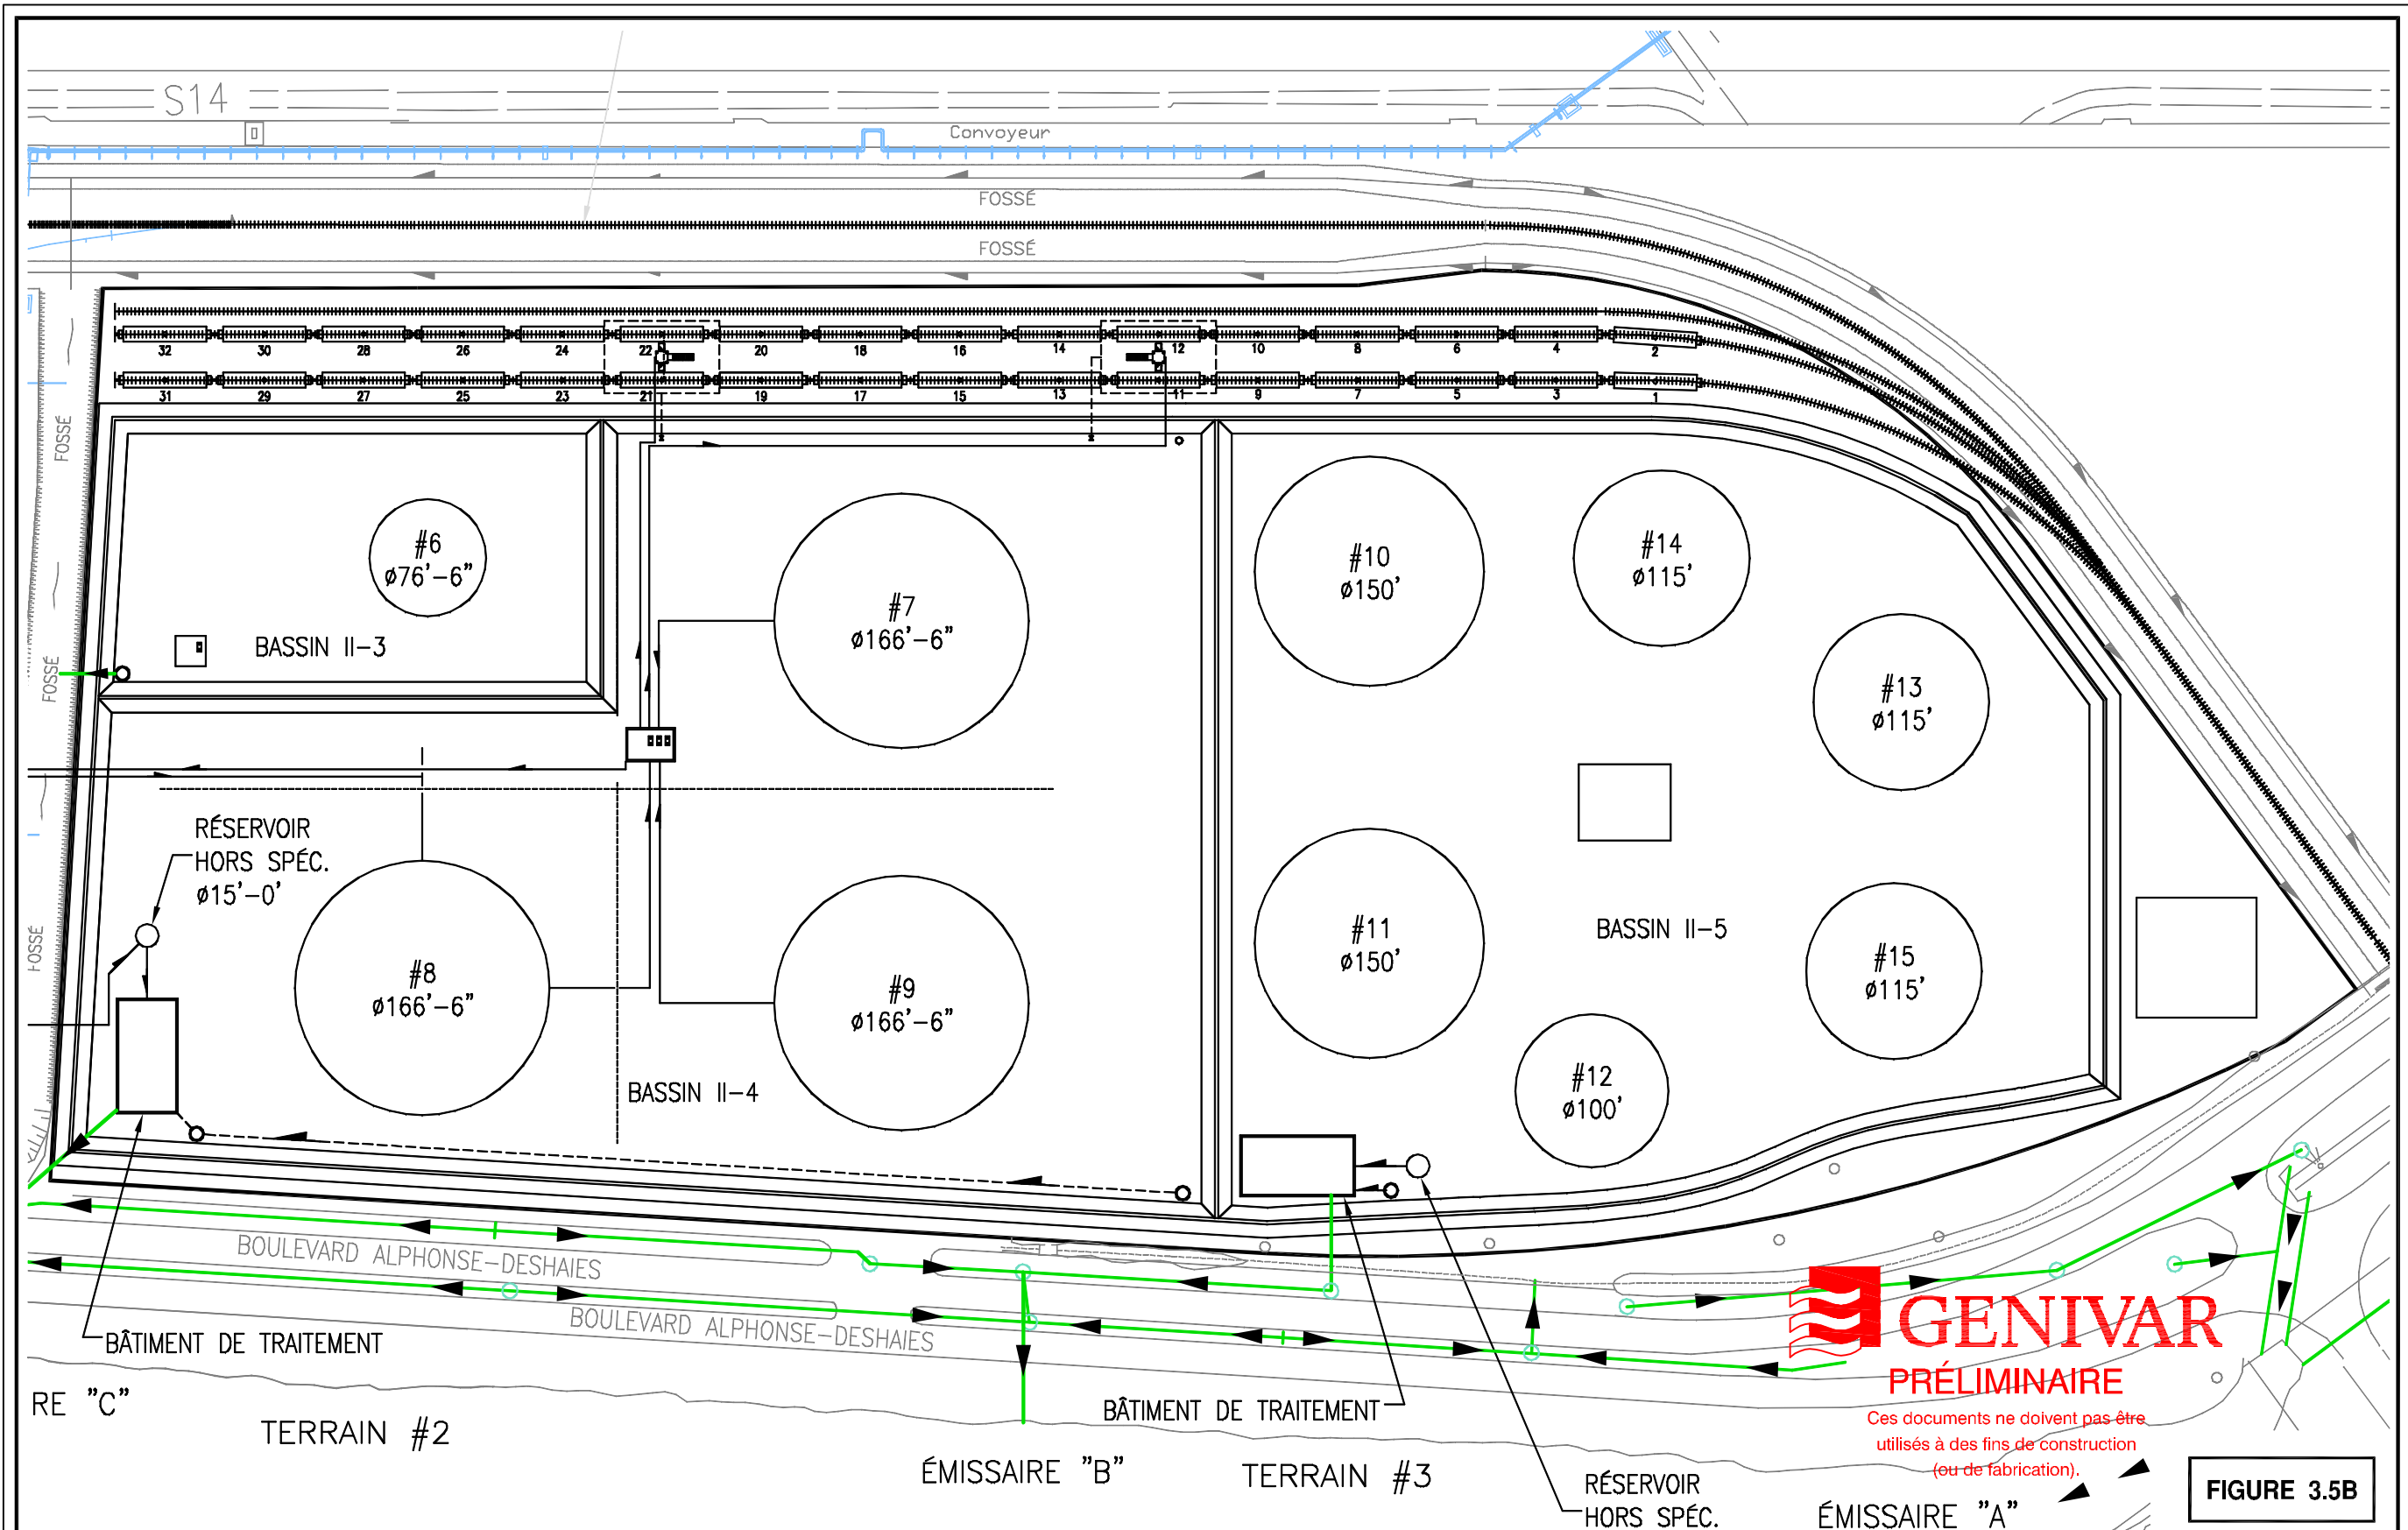 S14
Convoyeur
FOSSÉ
FOSSÉ
32 30 28 26 24 22 20 18 16 14 12 10 8 6 4 2
31 29 27 25 23 21 19 17 15 13 11 9 7 5 3 1
FOSSÉ
FOSSÉ
FOSSÉ
#6
ø76'-6"
BASSIN II-3
#7
ø166'-6"
#10
ø150'
#14
ø115'
#13
ø115'
RÉSERVOIR
HORS SPÉC.
ø15'-0'
#8
ø166'-6"
#9
ø166'-6"
BASSIN II-4
#11
ø150'
BASSIN II-5
#15
ø115'
#12
ø100'
BOULEVARD ALPHONSE-DESHAIES
BOULEVARD ALPHONSE-DESHAIES
BÂTIMENT DE TRAITEMENT
RE "C"
TERRAIN #2
BÂTIMENT DE TRAITEMENT
ÉMISSAIRE "B"
TERRAIN #3
RÉSERVOIR
HORS SPÉC.
GENIVAR
PRÉLIMINAIRE
Ces documents ne doivent pas être
utilisés à des fins de construction
(ou de fabrication).
ÉMISSAIRE "A"
FIGURE 3.5B